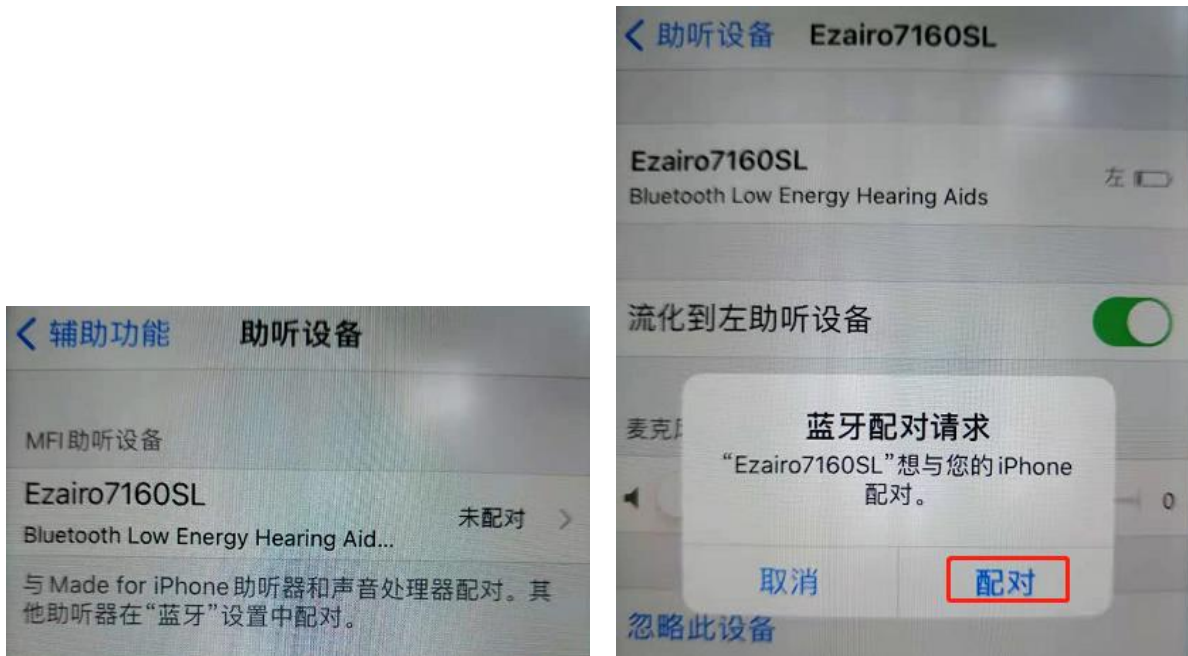 辅助功能 助听设备
MFI助听设备
Ezairo7160SL
未配对
Bluetooth Low Energy Hearing Aid...
与Made for iPhone助听器和声音处理器配对。其
他助听器在“蓝牙”设置中配对。
助听设备 Ezairo7160SL
Ezairo7160SL
左
Bluetooth Low Energy Hearing Aids
流化到左助听设备
麦克
蓝牙配对请求
“Ezairo7160SL”想与您的iPhone
配对。
0
取消 配对
忽略此设备